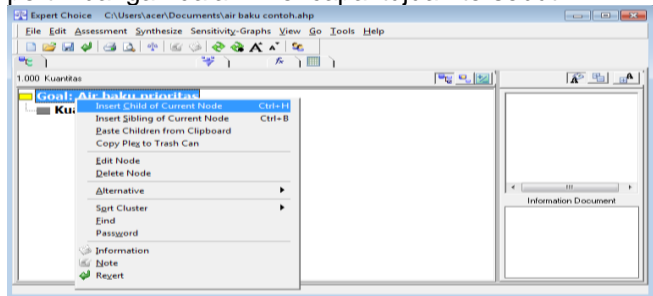 Expert Choice C:\Users\acer\Documents\air baku contoh.ahp
File Edit Assessment Synthesize Sensitivity-Graphs View Go Tools Help
1.000 Kuantitas
Goal: Air baku prioritas
Kua
Insert Child of Current Node Ctrl+H
Insert Sibling of Current Node Ctrl+B
Paste Children from Clipboard
Copy Plex to Trash Can
Edit Node
Delete Node
Alternative
Sort Cluster
Find
Password
Information
Note
Revert
Information Document